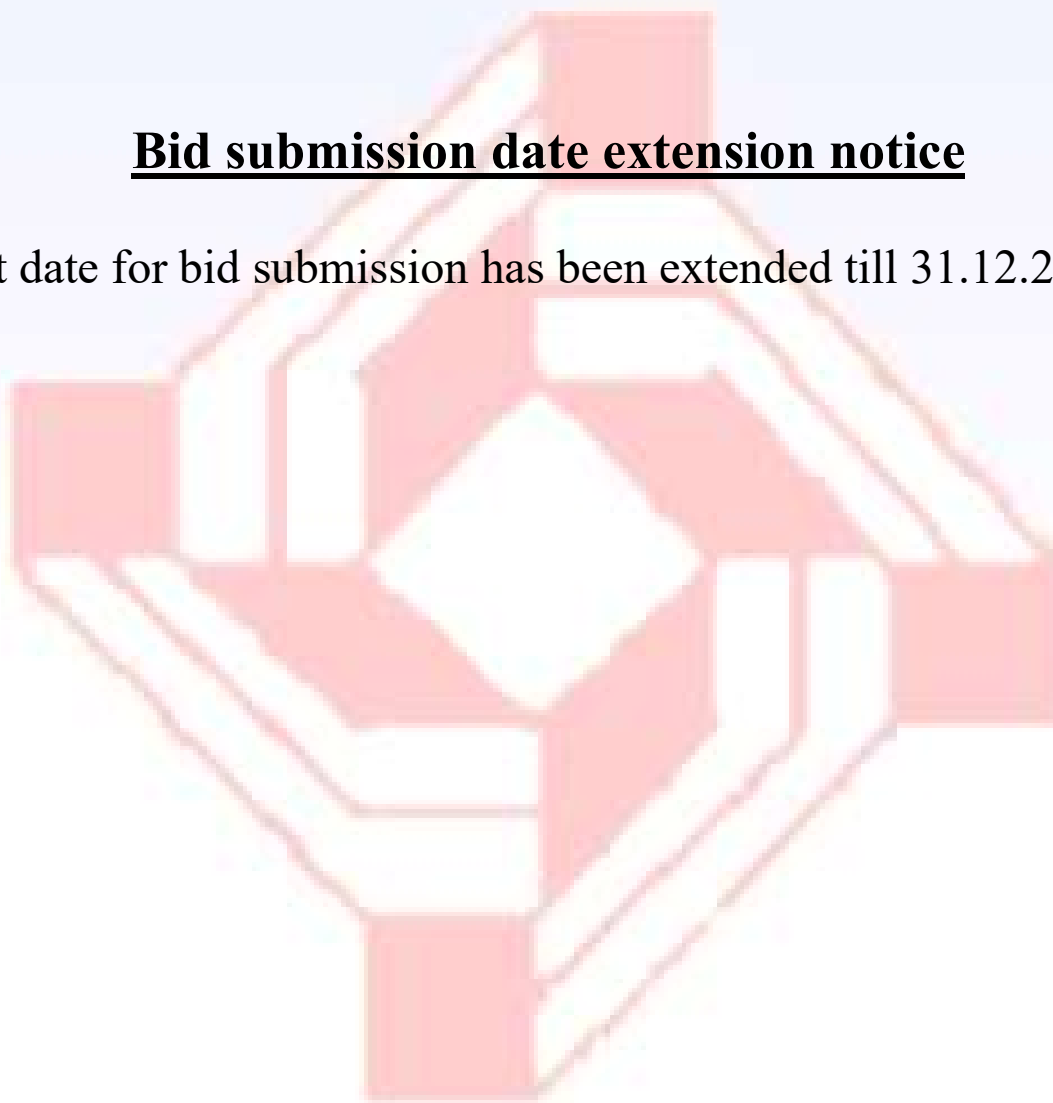 Bid submission date extension notice
t date for bid submission has been extended till 31.12.2